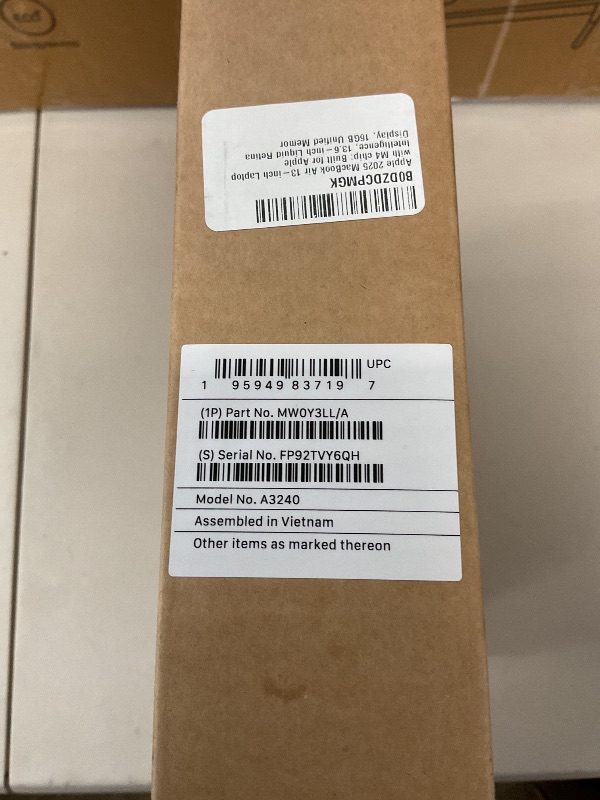 B0DZDCPMGK
Apple 2025 MacBook Air 13-inch Laptop
with M4 chip: Built for Apple
Intelligence, 13.6-inch Liquid Retina
Display, 16GB Unified Memor
UPC
1 95949 83719 7
(1P) Part No. MW0Y3LL/A
(S) Serial No. FP92TVY6QH
Model No. A3240
Assembled in Vietnam
Other items as marked thereon